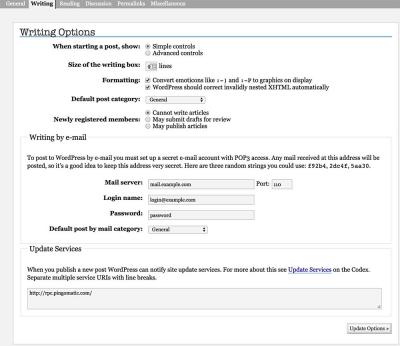 General Writing Reading Discussion Permalinks Miscellaneous
Writing Options
When starting a post, show: Simple controls
Advanced controls
Size of the writing box: lines
Formatting: Convert emotions like :-) and :-P to graphics on display
WordPress should correct invalidly nested XHTML automatically
Default post category: General
Newly registered members: Cannot write articles
May submit drafts for review
May publish articles
Writing by e-mail
To post to WordPress by e-mail you must set up a secret e-mail account with POP3 access. Any mail received at this address will be
posted, so it's a good idea to keep this address very secret. Here are three random strings you could use: f92b4, 2dc4f, 5aa30.
Mail server: mail.example.com Port: 110
Login name: login@example.com
Password: password
Default post by mail category: General
Update Services
When you publish a new post WordPress can notify site update services. For more about this see Update Services on the Codex.
Separate multiple service URIs with line breaks.
http://rpc.pingomatic.com/
Update Options »